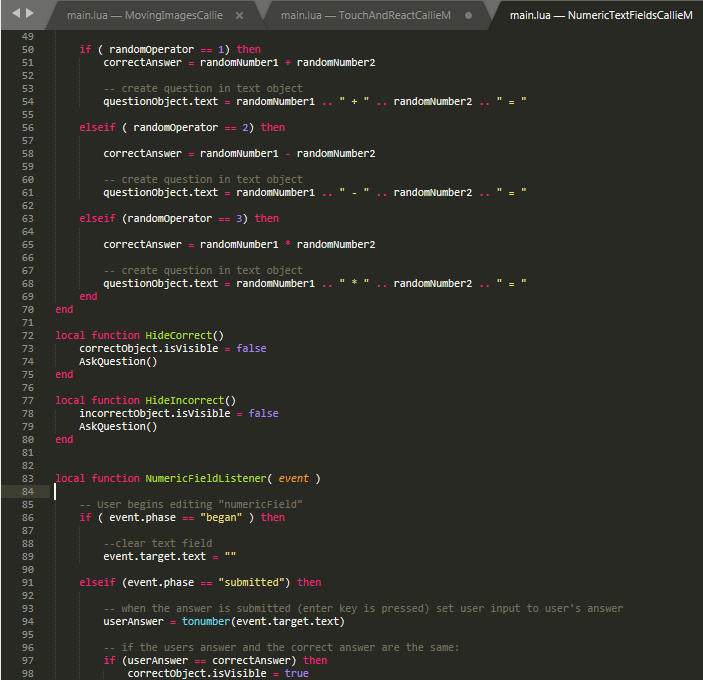 main.lua — MovingImagesCallie × main.lua — TouchAndReactCallieM ● main.lua — NumericTextFieldsCallieM
49
50 if ( randomOperator == 1) then
51 correctAnswer = randomNumber1 + randomNumber2
52
53 -- create question in text object
54 questionObject.text = randomNumber1 .. " + " .. randomNumber2 .. " = "
55
56 elseif ( randomOperator == 2) then
57
58 correctAnswer = randomNumber1 - randomNumber2
59
60 -- create question in text object
61 questionObject.text = randomNumber1 .. " - " .. randomNumber2 .. " = "
62
63 elseif (randomOperator == 3) then
64
65 correctAnswer = randomNumber1 * randomNumber2
66
67 -- create question in text object
68 questionObject.text = randomNumber1 .. " * " .. randomNumber2 .. " = "
69 end
70 end
71
72 local function HideCorrect()
73 correctObject.isVisible = false
74 AskQuestion()
75 end
76
77 local function HideIncorrect()
78 incorrectObject.isVisible = false
79 AskQuestion()
80 end
81
82
83 local function NumericFieldListener( event )
84
85 -- User begins editing "numericField"
86 if ( event.phase == "began" ) then
87
88 --clear text field
89 event.target.text = ""
90
91 elseif (event.phase == "submitted") then
92
93 -- when the answer is submitted (enter key is pressed) set user input to user's answer
94 userAnswer = tonumber(event.target.text)
95
96 -- if the users answer and the correct answer are the same:
97 if (userAnswer == correctAnswer) then
98 correctObject.isVisible = true